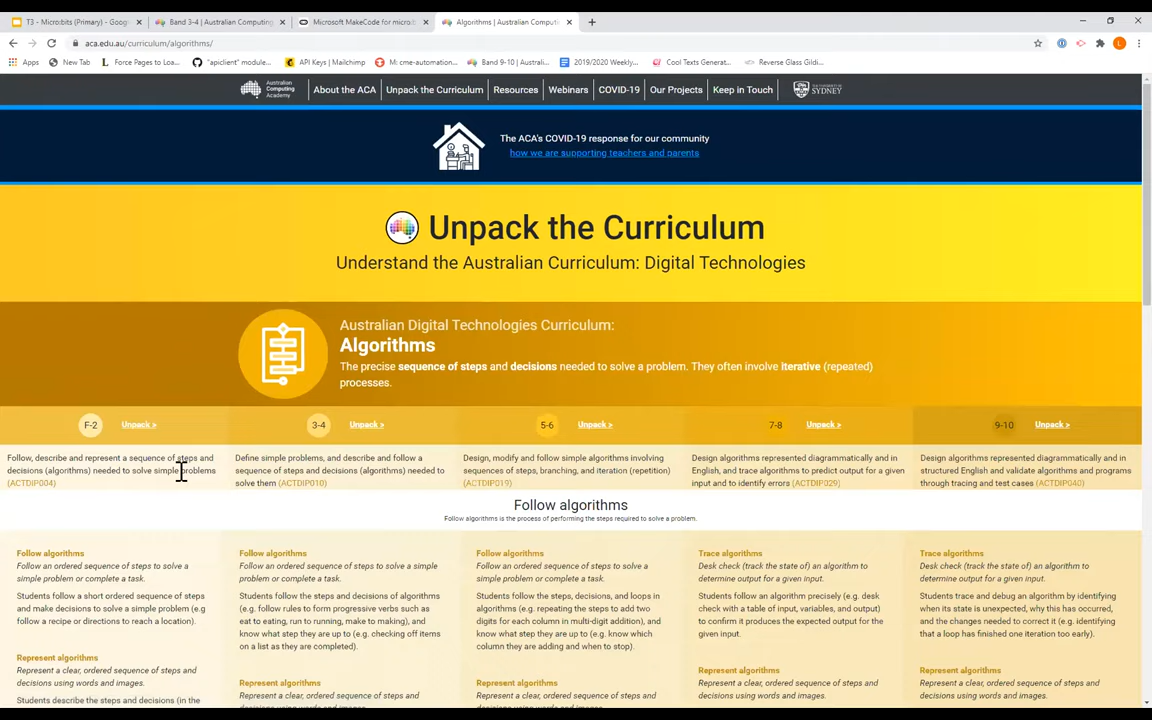 T3 - Micro:bits (Primary) - Goog
Band 3-4 | Australian Computing
Microsoft MakeCode for micro:b
Algorithms | Australian Computi
aca.edu.au/curriculum/algorithms/
Apps
New Tab
Force Pages to Loa...
"apiclient" module...
API Keys | Mailchimp
M: cme-automation...
Band 9-10 | Australi...
2019/2020 Weekly...
Cool Texts Generat...
Reverse Glass Gildi...
Australian
Computing
Academy
About the ACA
Unpack the Curriculum
Resources
Webinars
COVID-19
Our Projects
Keep in Touch
THE UNIVERSITY OF
SYDNEY
The ACA's COVID-19 response for our community
how we are supporting teachers and parents
Unpack the Curriculum
Understand the Australian Curriculum: Digital Technologies
Australian Digital Technologies Curriculum:
Algorithms
The precise sequence of steps and decisions needed to solve a problem. They often involve iterative (repeated)
processes.
F-2 Unpack >
3-4 Unpack >
5-6 Unpack >
7-8 Unpack >
9-10 Unpack >
Follow, describe and represent a sequence of steps and
decisions (algorithms) needed to solve simple problems
(ACTDIP004)
Define simple problems, and describe and follow a
sequence of steps and decisions (algorithms) needed to
solve them (ACTDIP010)
Design, modify and follow simple algorithms involving
sequences of steps, branching, and iteration (repetition)
(ACTDIP019)
Design algorithms represented diagrammatically and in
English, and trace algorithms to predict output for a given
input and to identify errors (ACTDIP029)
Design algorithms represented diagrammatically and in
structured English and validate algorithms and programs
through tracing and test cases (ACTDIP040)
Follow algorithms
Follow algorithms is the process of performing the steps required to solve a problem.
Follow algorithms
Follow an ordered sequence of steps to solve a
simple problem or complete a task.
Students follow a short ordered sequence of steps
and make decisions to solve a simple problem (e.g
follow a recipe or directions to reach a location).
Represent algorithms
Represent a clear, ordered sequence of steps and
decisions using words and images.
Students describe the steps and decisions (in the
Follow algorithms
Follow an ordered sequence of steps to solve a
simple problem or complete a task.
Students follow the steps and decisions of algorithms
(e.g. follow rules to form progressive verbs such as
eat to eating, run to running, make to making), and
know what step they are up to (e.g. checking off items
on a list as they are completed).
Represent algorithms
Represent a clear, ordered sequence of steps and
decisions using words and images.
Follow algorithms
Follow an ordered sequence of steps to solve a
simple problem or complete a task.
Students follow the steps, decisions, and loops in
algorithms (e.g. repeating the steps to add two
digits for each column in multi-digit addition), and
know what step they are up to (e.g. know which
column they are adding and when to stop).
Represent algorithms
Represent a clear, ordered sequence of steps and
decisions using words and images.
Trace algorithms
Desk check (track the state of) an algorithm to
determine output for a given input.
Students follow an algorithm precisely (e.g. desk
check with a table of input, variables, and output)
to confirm it produces the expected output for the
given input.
Represent algorithms
Represent a clear, ordered sequence of steps and
decisions using words and images.
Trace algorithms
Desk check (track the state of) an algorithm to
determine output for a given input.
Students trace and debug an algorithm by identifying
when its state is unexpected, why this has occurred,
and the changes needed to correct it (e.g. identifying
that a loop has finished one iteration too early).
Represent algorithms
Represent a clear, ordered sequence of steps and
decisions using words and images.